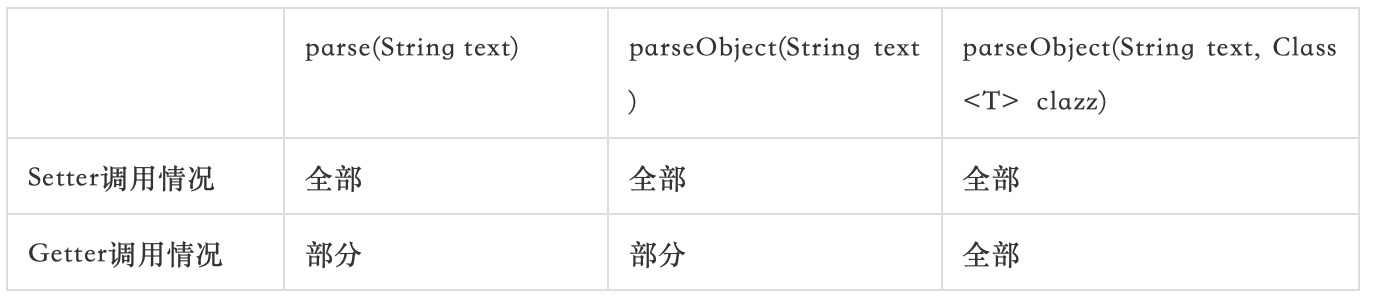 parse(String text)
parseObject(String text
)
parseObject(String text, Class
<T> clazz)
Setter调用情况
全部
全部
全部
Getter调用情况
部分
部分
全部